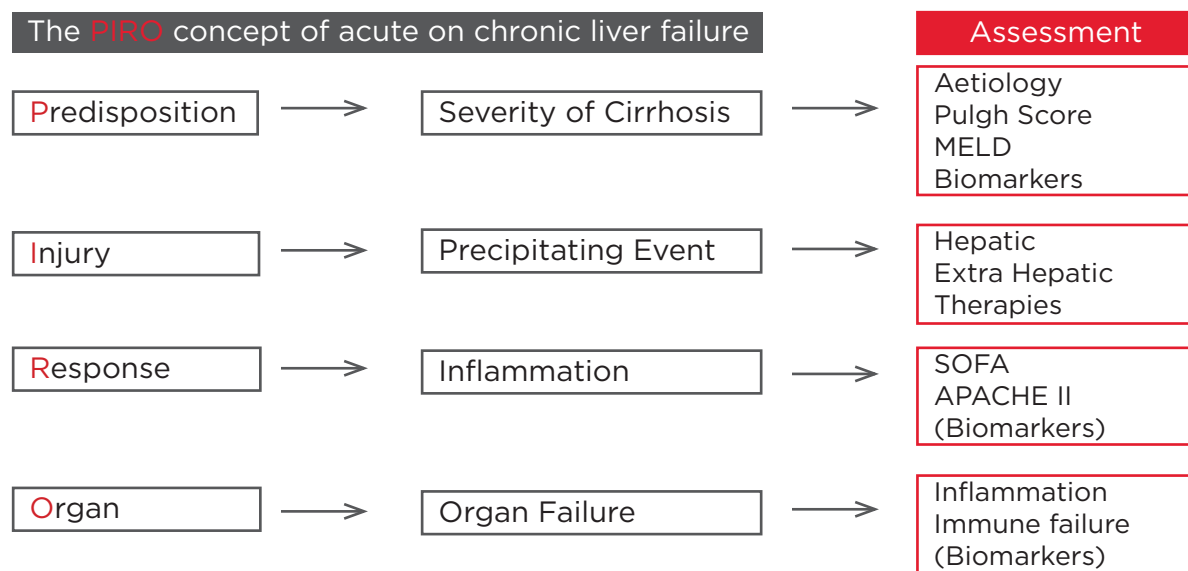 The PIRO concept of acute on chronic liver failure
Assessment
Predisposition
Severity of Cirrhosis
Aetiology
Pulgh Score
MELD
Biomarkers
Injury
Precipitating Event
Hepatic
Extra Hepatic
Therapies
Response
Inflammation
SOFA
APACHE II
(Biomarkers)
Organ
Organ Failure
Inflammation
Immune failure
(Biomarkers)